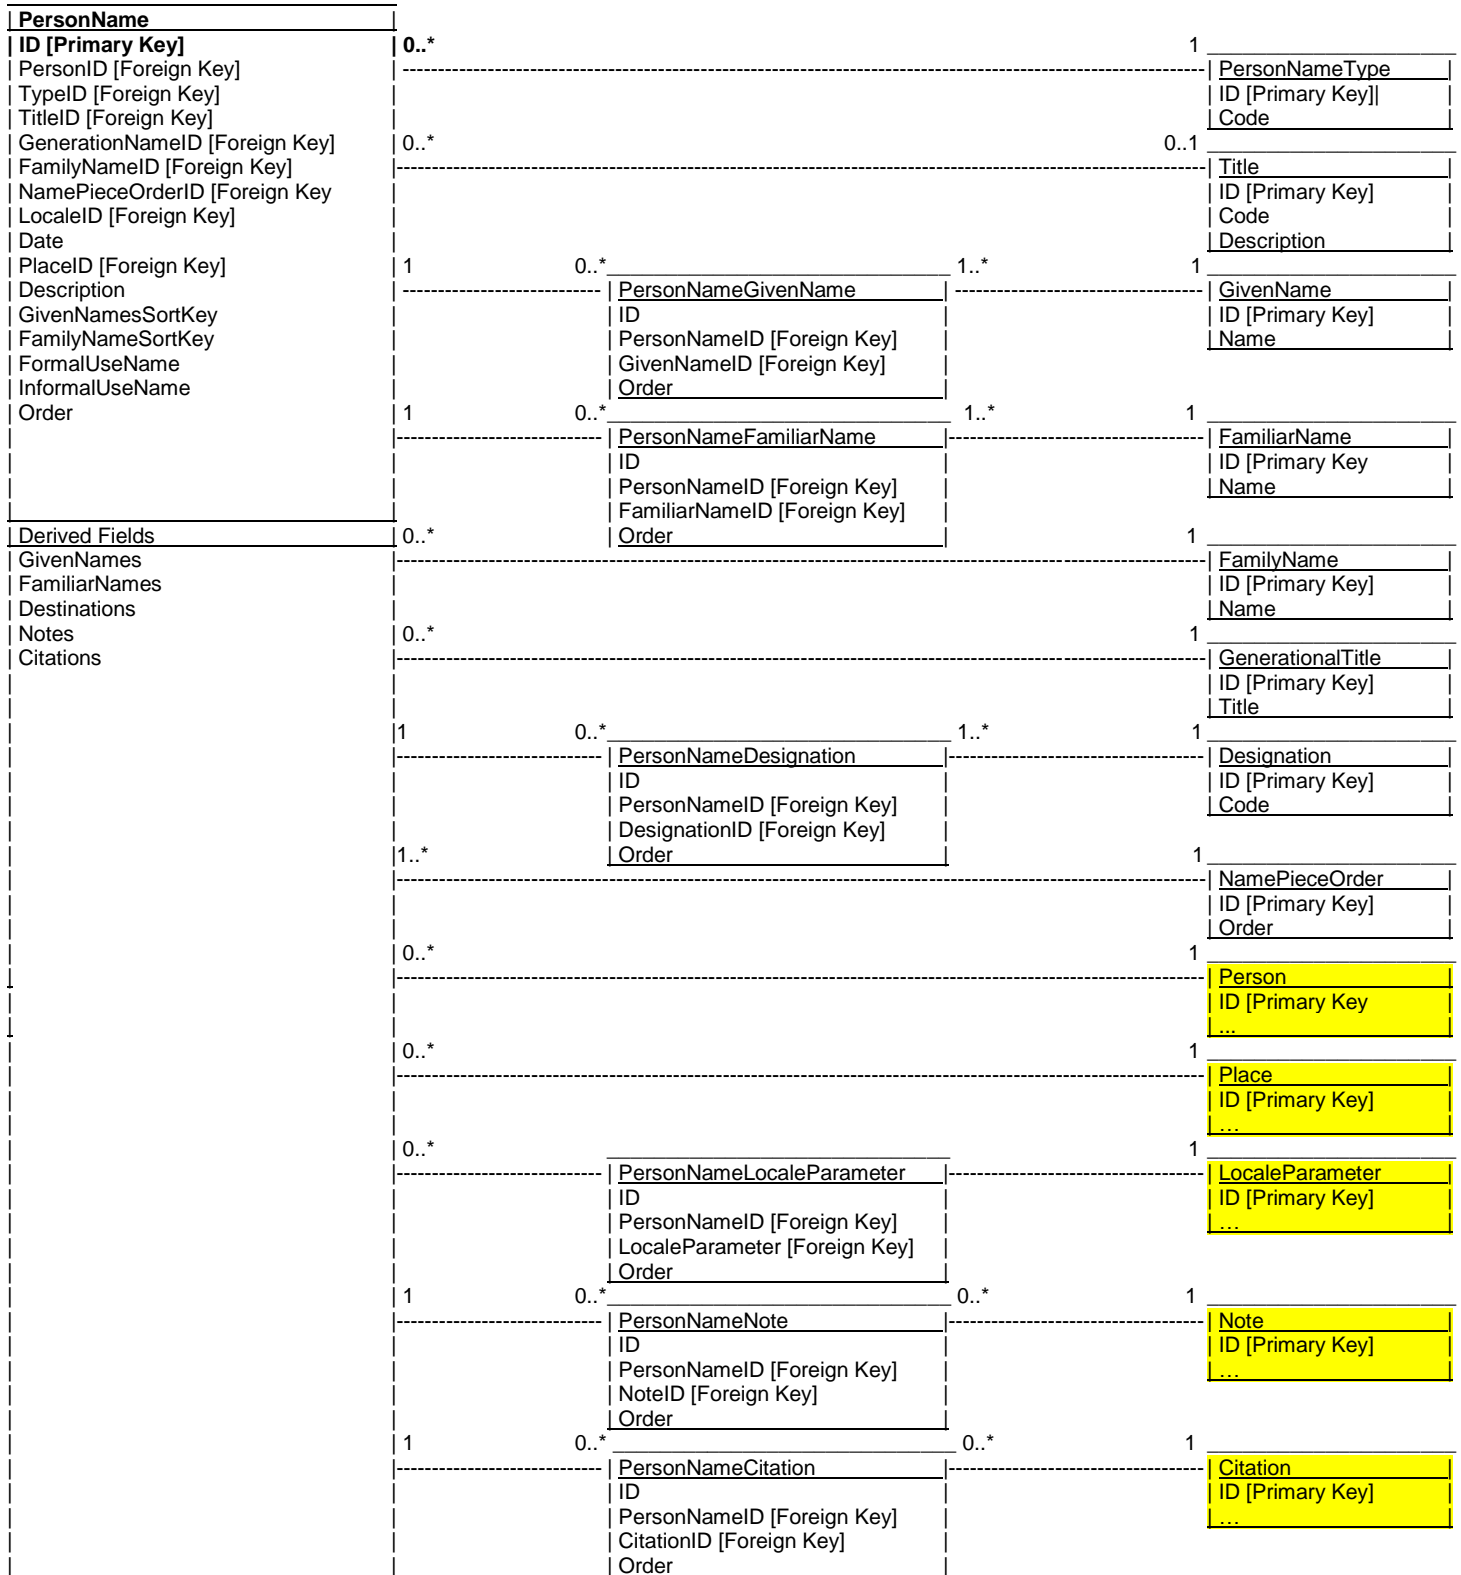 PersonName
ID [Primary Key] 0..* 1
PersonID [Foreign Key] PersonNameType
TypeID [Foreign Key] ID [Primary Key]|
TitleID [Foreign Key] Code
GenerationNameID [Foreign Key] 0..* 0..1
FamilyNameID [Foreign Key] Title
NamePieceOrderID [Foreign Key ID [Primary Key]
LocaleID [Foreign Key] Code
Date Description
PlaceID [Foreign Key] 1 0..* 1..* 1
Description PersonNameGivenName GivenName
GivenNamesSortKey ID ID [Primary Key]
FamilyNameSortKey PersonNameID [Foreign Key] Name
FormalUseName GivenNameID [Foreign Key]
InformalUseName Order
Order 1 0..* 1..* 1
PersonNameFamiliarName FamiliarName
ID ID [Primary Key
PersonNameID [Foreign Key] Name
FamiliarNameID [Foreign Key]
Derived Fields 0..* Order 1
GivenNames FamilyName
FamiliarNames ID [Primary Key]
Destinations Name
Notes 0..* 1
Citations GenerationalTitle
ID [Primary Key]
Title
1 0..* 1..* 1
PersonNameDesignation Designation
ID ID [Primary Key]
PersonNameID [Foreign Key] Code
DesignationID [Foreign Key]
1..* Order 1
NamePieceOrder
ID [Primary Key]
Order
0..* 1
Person
ID [Primary Key
...
0..* 1
Place
ID [Primary Key]
…
0..* 1
PersonNameLocaleParameter LocaleParameter
ID ID [Primary Key]
PersonNameID [Foreign Key] …
LocaleParameter [Foreign Key]
Order
1 0..* 0..* 1
PersonNameNote Note
ID ID [Primary Key]
PersonNameID [Foreign Key] …
NoteID [Foreign Key]
Order
1 0..* 0..* 1
PersonNameCitation Citation
ID ID [Primary Key]
PersonNameID [Foreign Key] …
CitationID [Foreign Key]
Order